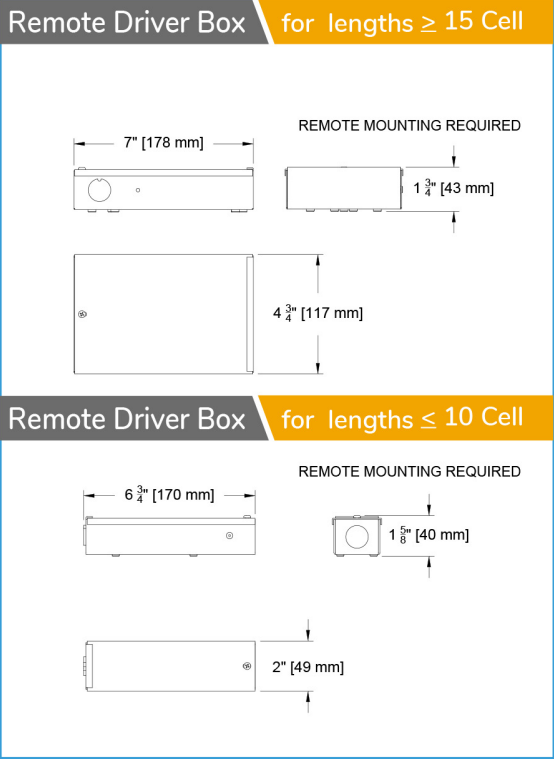 Remote Driver Box for lengths ≥ 15 Cell
REMOTE MOUNTING REQUIRED
7" [178 mm]
1 3/4" [43 mm]
4 3/4" [117 mm]
Remote Driver Box for lengths ≤ 10 Cell
REMOTE MOUNTING REQUIRED
6 3/4" [170 mm]
1 5/8" [40 mm]
2" [49 mm]